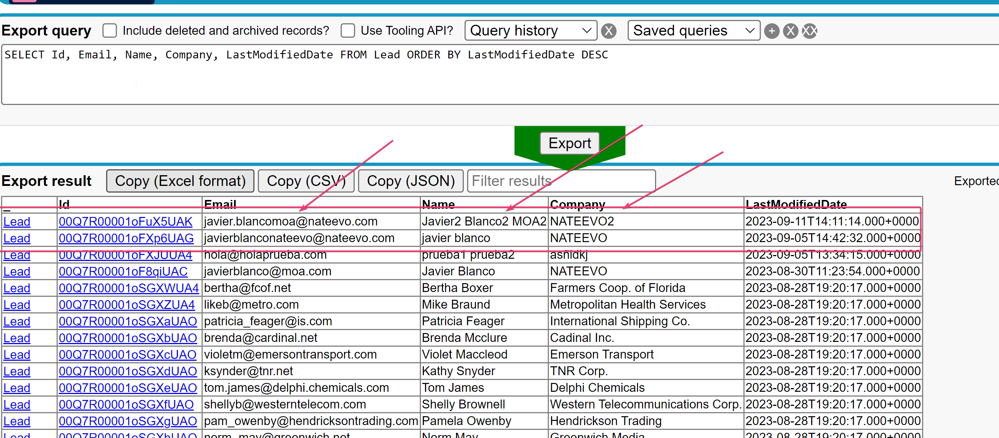 Export query Include deleted and archived records? Use Tooling API? Query history X Saved queries + X XX
SELECT Id, Email, Name, Company, LastModifiedDate FROM Lead ORDER BY LastModifiedDate DESC
Export
Export result Copy (Excel format) Copy (CSV) Copy (JSON) Filter results Exported
_ Id Email Name Company LastModifiedDate
Lead 00Q7R00001oFuX5UAK javier.blancomoa@nateevo.com Javier2 Blanco2 MOA2 NATEEVO2 2023-09-11T14:11:14.000+0000
Lead 00Q7R00001oFXp6UAG javierblanconateevo@nateevo.com javier blanco NATEEVO 2023-09-05T14:42:32.000+0000
Lead 00Q7R00001oFXJUUA4 hola@holaprueba.com prueba1 prueba2 asñldkj 2023-09-05T13:34:15.000+0000
Lead 00Q7R00001oF8qiUAC javierblanco@moa.com Javier Blanco NATEEVO 2023-08-30T11:23:54.000+0000
Lead 00Q7R00001oSGXWUA4 bertha@fcof.net Bertha Boxer Farmers Coop. of Florida 2023-08-28T19:20:17.000+0000
Lead 00Q7R00001oSGXZUA4 likeb@metro.com Mike Braund Metropolitan Health Services 2023-08-28T19:20:17.000+0000
Lead 00Q7R00001oSGXaUAO patricia_feager@is.com Patricia Feager International Shipping Co. 2023-08-28T19:20:17.000+0000
Lead 00Q7R00001oSGXbUAO brenda@cardinal.net Brenda Mcclure Cadinal Inc. 2023-08-28T19:20:17.000+0000
Lead 00Q7R00001oSGXcUAO violetm@emersontransport.com Violet Maccleod Emerson Transport 2023-08-28T19:20:17.000+0000
Lead 00Q7R00001oSGXdUAO ksynder@tnr.net Kathy Snyder TNR Corp. 2023-08-28T19:20:17.000+0000
Lead 00Q7R00001oSGXeUAO tom.james@delphi.chemicals.com Tom James Delphi Chemicals 2023-08-28T19:20:17.000+0000
Lead 00Q7R00001oSGXfUAO shellyb@westerntelecom.com Shelly Brownell Western Telecommunications Corp. 2023-08-28T19:20:17.000+0000
Lead 00Q7R00001oSGXgUAO pam_owenby@hendricksontrading.com Pamela Owenby Hendrickson Trading 2023-08-28T19:20:17.000+0000
Lead 00Q7R00001oSGXhUAO norm_may@greenwich.net Norm May Greenwich Media 2023-08-28T19:20:17.000+0000